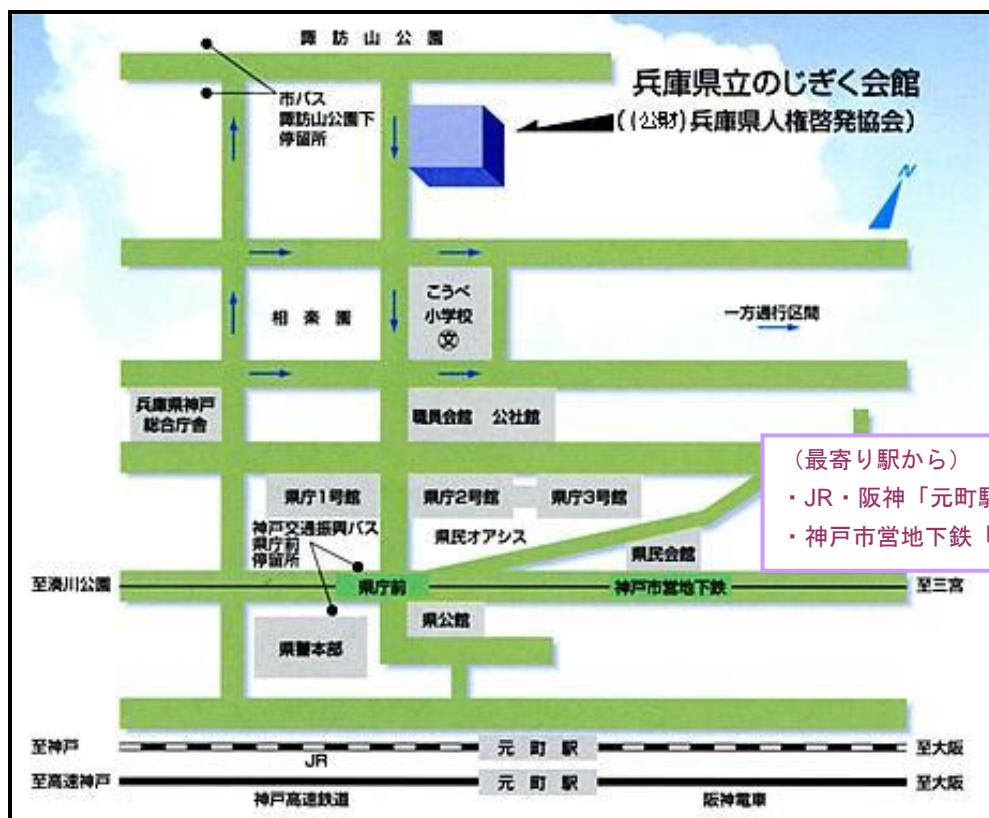 諏訪山公園
兵庫県立のじぎく会館
((公財)兵庫県人権啓発協会)
市バス
諏訪山公園下
停留所
N
こうべ
小学校
文
相楽園
一方通行区間
兵庫県神戸
総合庁舎
職員会館 公社館
(最寄り駅から)
・JR・阪神「元町駅
・神戸市営地下鉄「
県庁1号館
県庁2号館
県庁3号館
神戸交通振興バス
県庁前
停留所
県民オアシス
県民会館
至湊川公園
県庁前
神戸市営地下鉄
至三宮
県公館
県警本部
至神戸
JR
元町駅
至大阪
至高速神戸
神戸高速鉄道
元町駅
阪神電車
至大阪